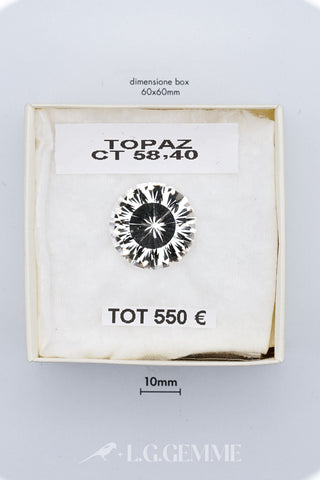 dimensione box
60x60mm
TOPAZ
CT 58,40
TOT 550 €
10mm
L.G.GEMME